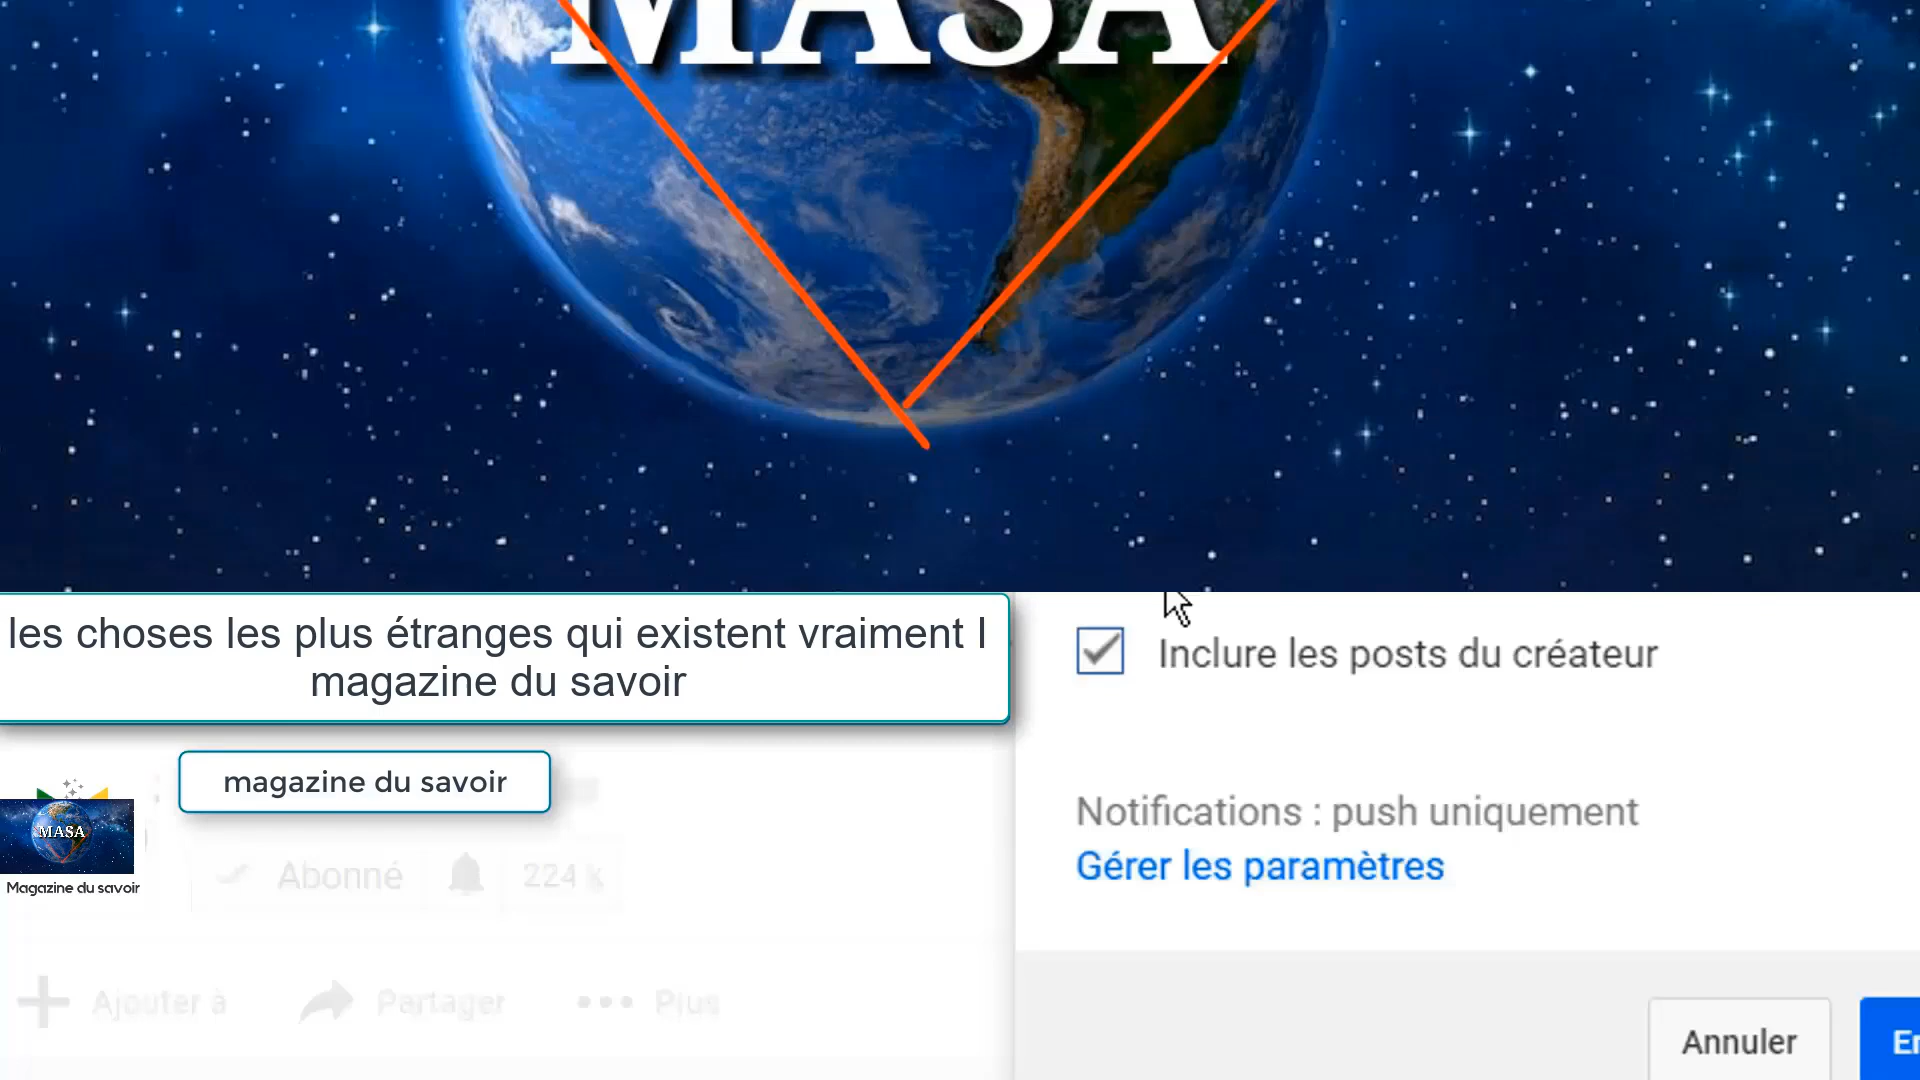 MASA
les choses les plus étranges qui existent vraiment I
magazine du savoir
magazine du savoir
MASA
Magazine du savoir
Abonné
224 k
Ajouter à
Partager
Plus
Inclure les posts du créateur
Notifications : push uniquement
Gérer les paramètres
Annuler